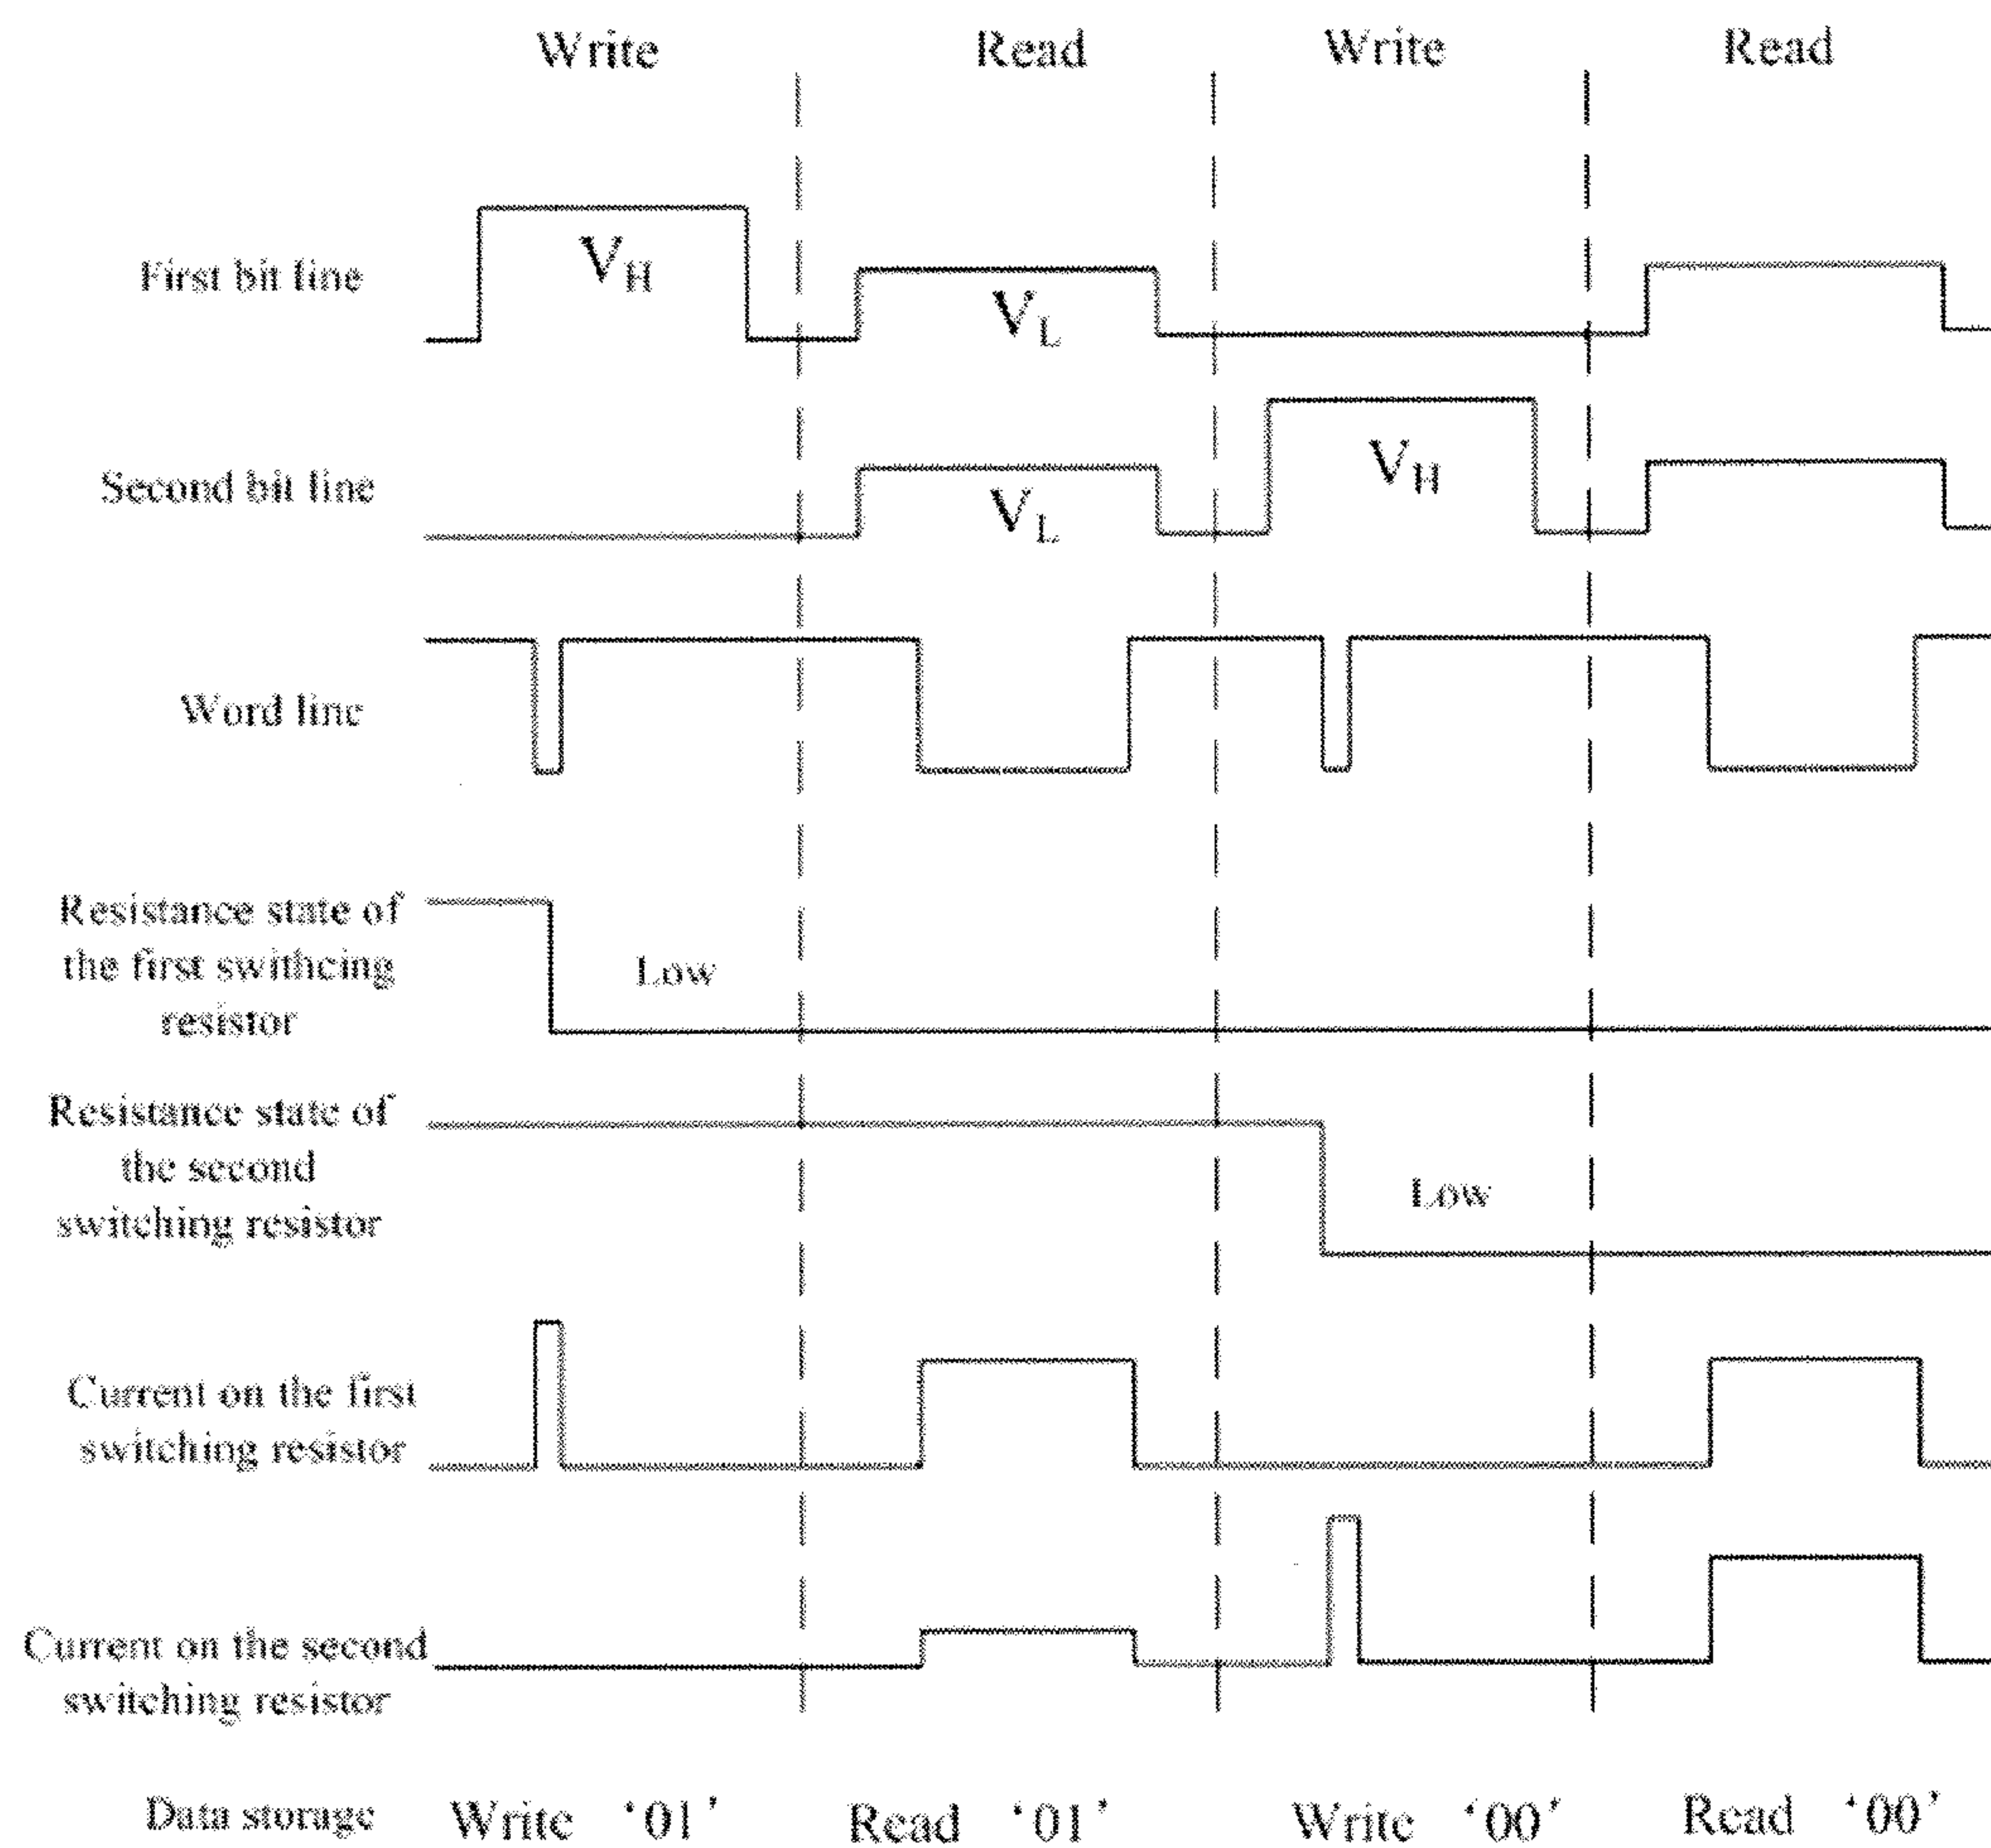 Write Read Write Read
First bit line
V_H
V_L
Second bit line
V_L
V_H
Word line
Resistance state of
the first swithcing
resistor
Low
Resistance state of
the second
switching resistor
Low
Current on the first
switching resistor
Current on the second
switching resistor
Data storage Write ‘01’ Read ‘01’ Write ‘00’ Read ‘00’